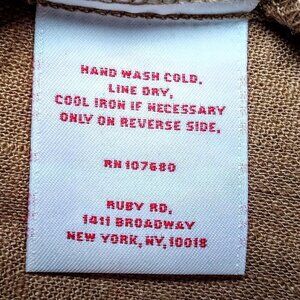 HAND WASH COLD.
LINE DRY.
COOL IRON IF NECESSARY
ONLY ON REVERSE SIDE.
RN 107680
RUBY RD.
1411 BROADWAY
NEW YORK, NY, 10018